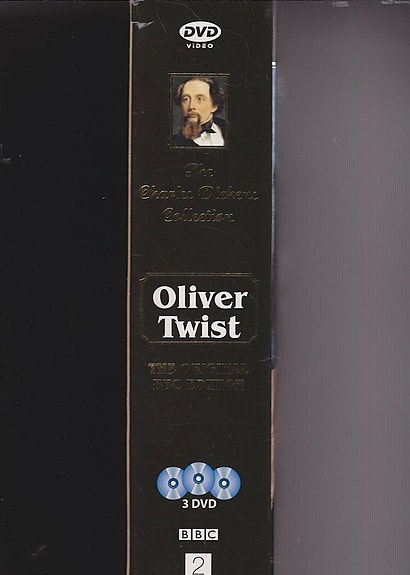 DVD
VIDEO
The
Charles Dickens
Collection
Oliver
Twist
THE ORIGINAL
BBC EDITION
3 DVD
BBC
2